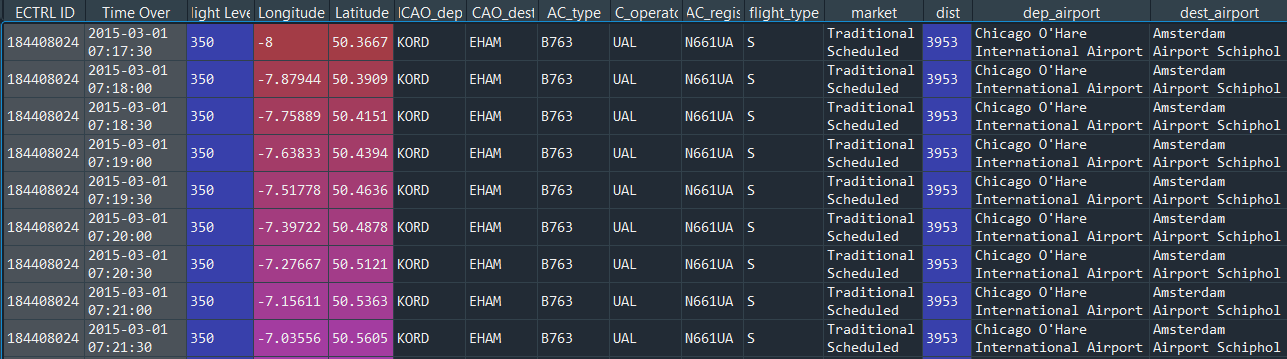 ECTRL ID Time Over light Leve Longitude Latitude ICAO_dep CAO_dest AC_type C_operato AC_regis flight_type market dist dep_airport dest_airport
184408024 2015-03-01 07:17:30 350 -8 50.3667 KORD EHAM B763 UAL N661UA S Traditional Scheduled 3953 Chicago O'Hare International Airport Amsterdam Airport Schiphol
184408024 2015-03-01 07:18:00 350 -7.87944 50.3909 KORD EHAM B763 UAL N661UA S Traditional Scheduled 3953 Chicago O'Hare International Airport Amsterdam Airport Schiphol
184408024 2015-03-01 07:18:30 350 -7.75889 50.4151 KORD EHAM B763 UAL N661UA S Traditional Scheduled 3953 Chicago O'Hare International Airport Amsterdam Airport Schiphol
184408024 2015-03-01 07:19:00 350 -7.63833 50.4394 KORD EHAM B763 UAL N661UA S Traditional Scheduled 3953 Chicago O'Hare International Airport Amsterdam Airport Schiphol
184408024 2015-03-01 07:19:30 350 -7.51778 50.4636 KORD EHAM B763 UAL N661UA S Traditional Scheduled 3953 Chicago O'Hare International Airport Amsterdam Airport Schiphol
184408024 2015-03-01 07:20:00 350 -7.39722 50.4878 KORD EHAM B763 UAL N661UA S Traditional Scheduled 3953 Chicago O'Hare International Airport Amsterdam Airport Schiphol
184408024 2015-03-01 07:20:30 350 -7.27667 50.5121 KORD EHAM B763 UAL N661UA S Traditional Scheduled 3953 Chicago O'Hare International Airport Amsterdam Airport Schiphol
184408024 2015-03-01 07:21:00 350 -7.15611 50.5363 KORD EHAM B763 UAL N661UA S Traditional Scheduled 3953 Chicago O'Hare International Airport Amsterdam Airport Schiphol
184408024 2015-03-01 07:21:30 350 -7.03556 50.5605 KORD EHAM B763 UAL N661UA S Traditional Scheduled 3953 Chicago O'Hare International Airport Amsterdam Airport Schiphol